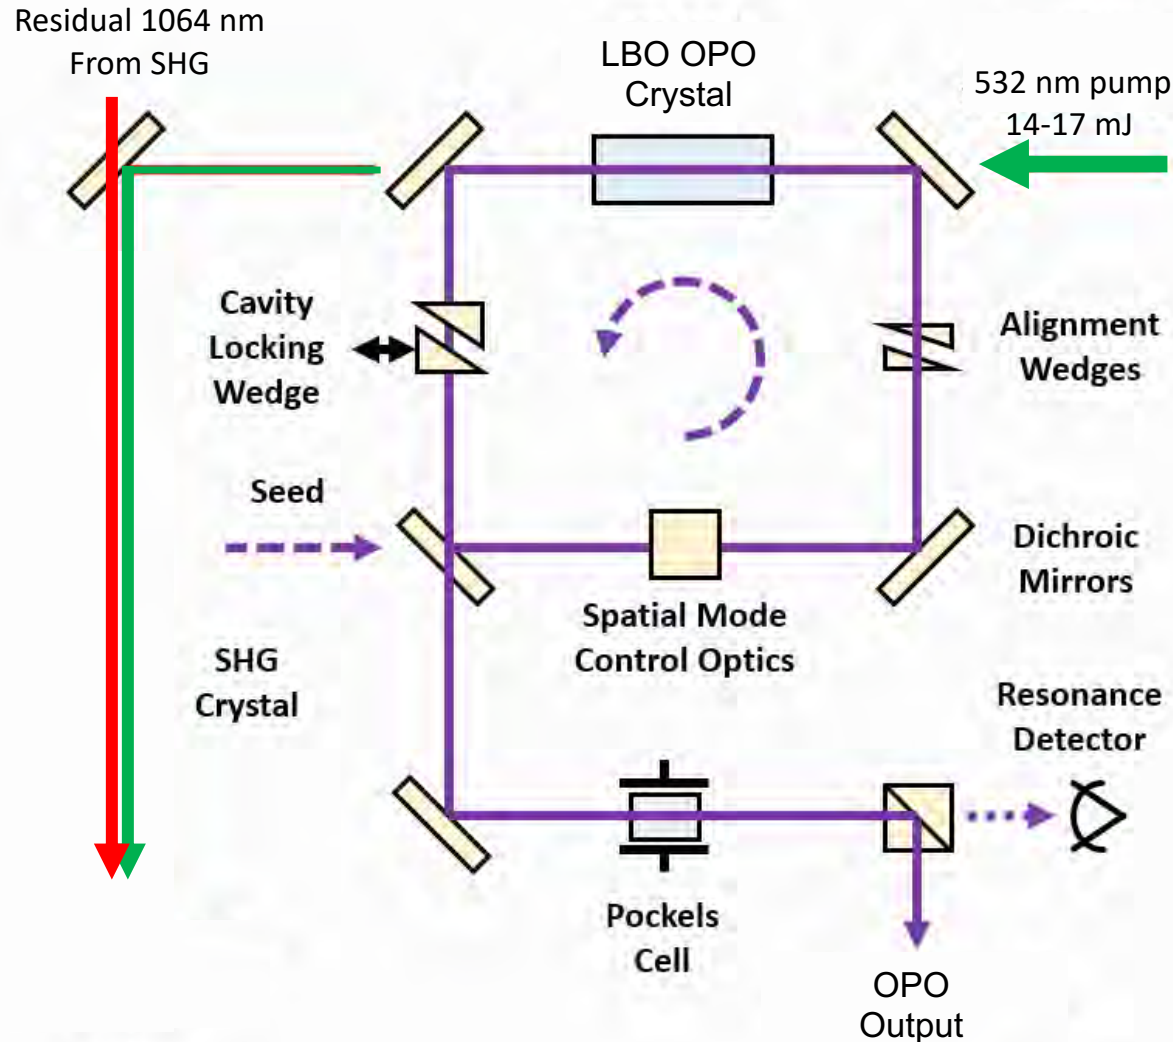 Residual 1064 nm
From SHG
LBO OPO
Crystal
532 nm pump
14-17 mJ
Cavity
Locking
Wedge
Alignment
Wedges
Seed
Dichroic
Mirrors
Spatial Mode
Control Optics
SHG
Crystal
Resonance
Detector
Pockels
Cell
OPO
Output